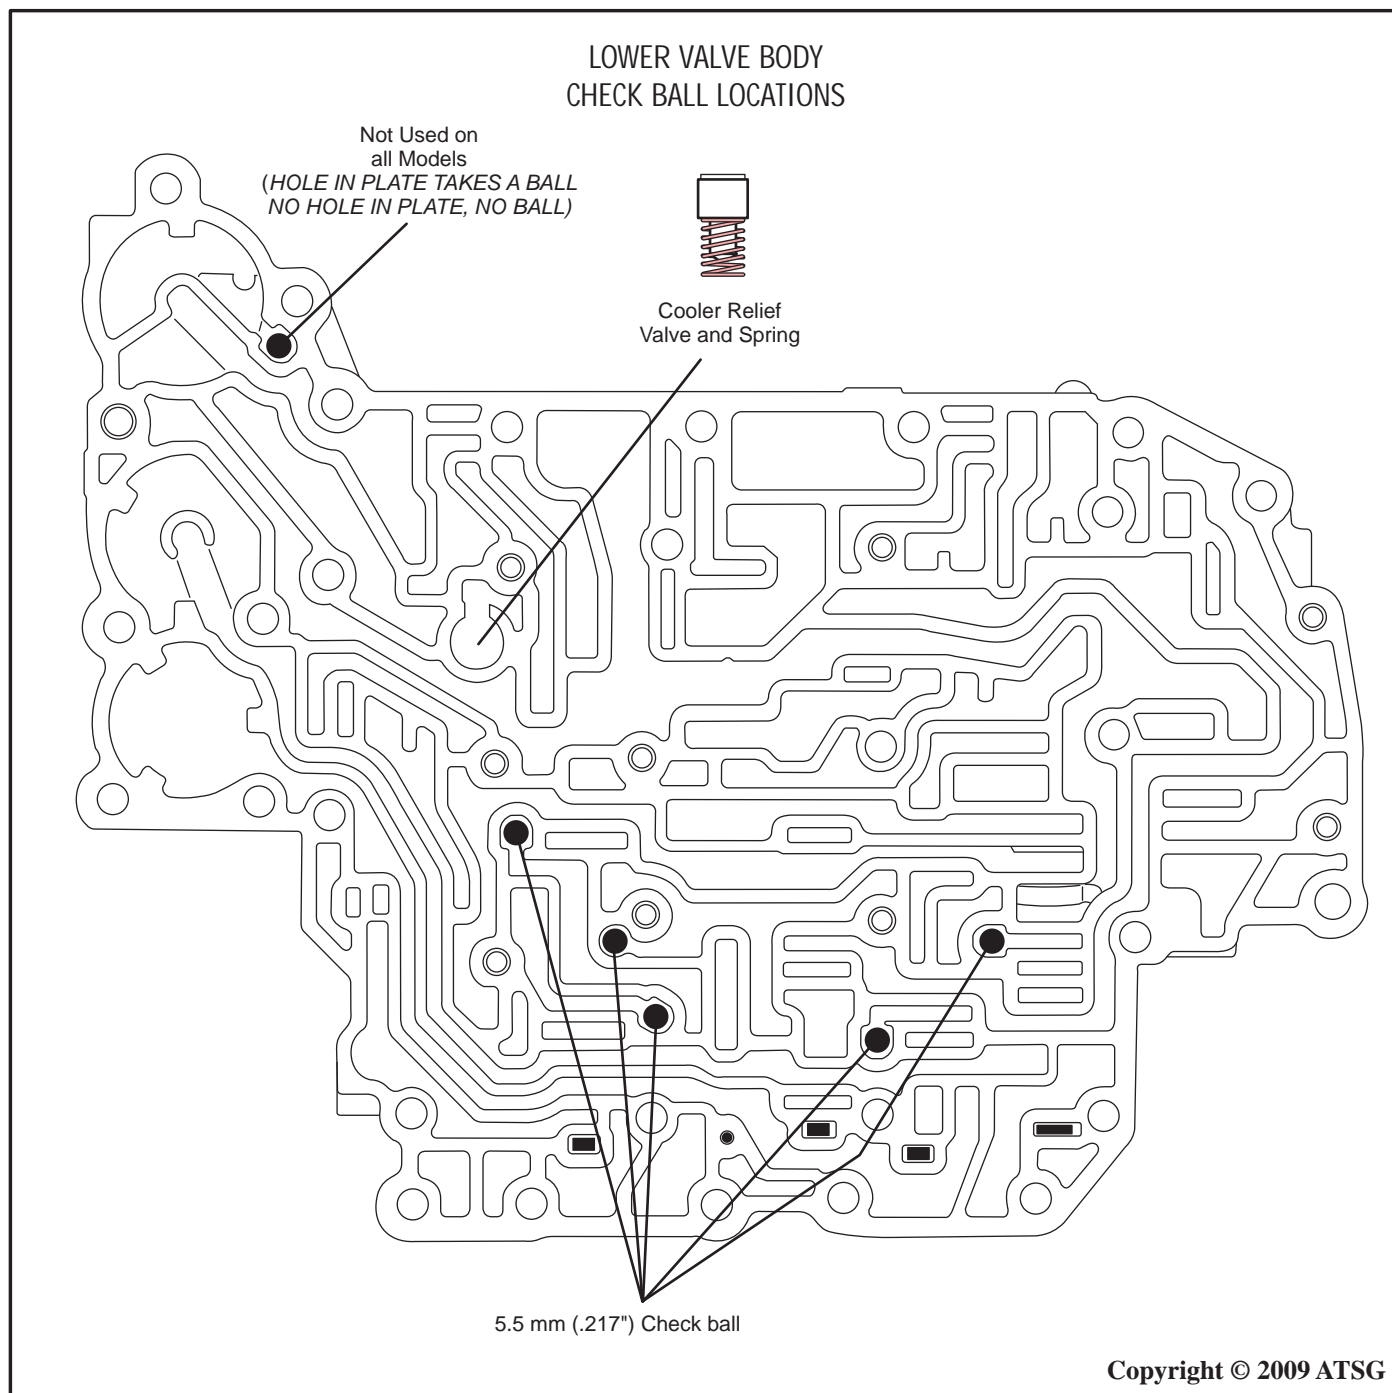 LOWER VALVE BODY
CHECK BALL LOCATIONS
Not Used on
all Models
(HOLE IN PLATE TAKES A BALL
NO HOLE IN PLATE, NO BALL)
Cooler Relief
Valve and Spring
5.5 mm (.217") Check ball
Copyright © 2009 ATSG